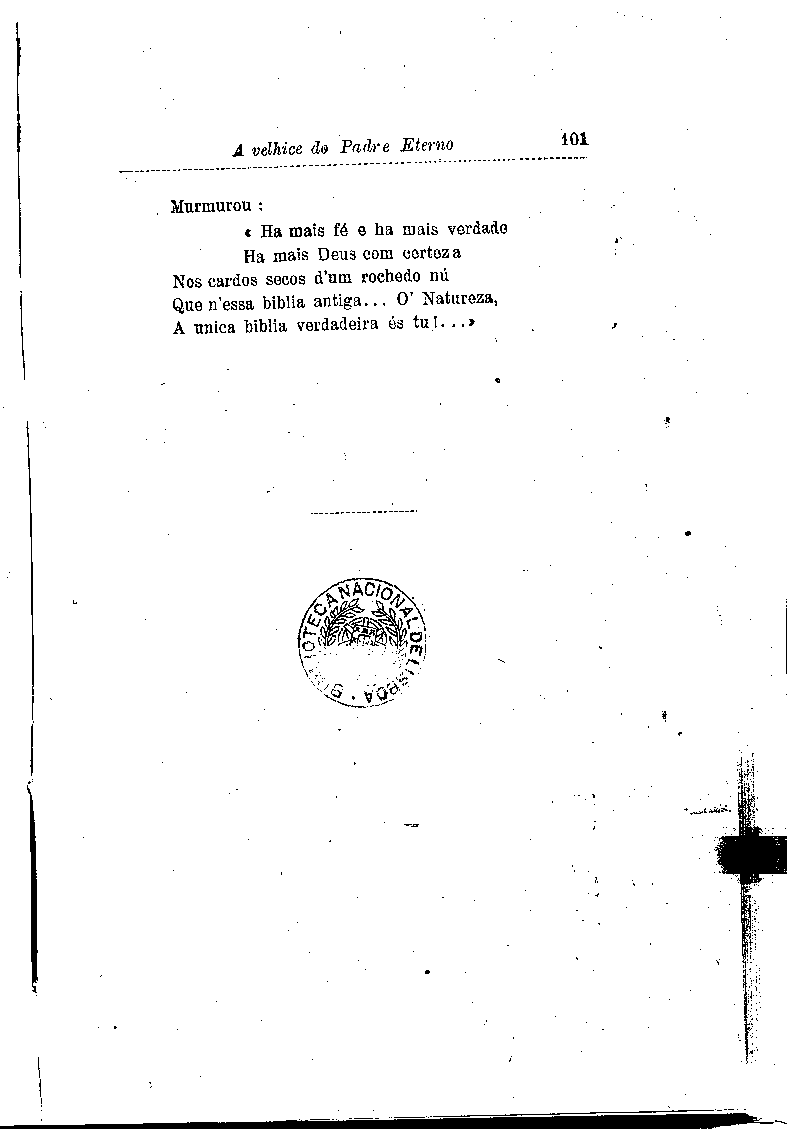 A velhice do Padre Eterno 101
Murmurou :
« Ha mais fé e ha mais verdade
Ha mais Deus com certeza
Nos cardos secos d'um rochedo nú
Que n'essa biblia antiga... O' Natureza,
A unica biblia verdadeira és tu!...»
BIBLIOTECA NACIONAL DE LISBOA